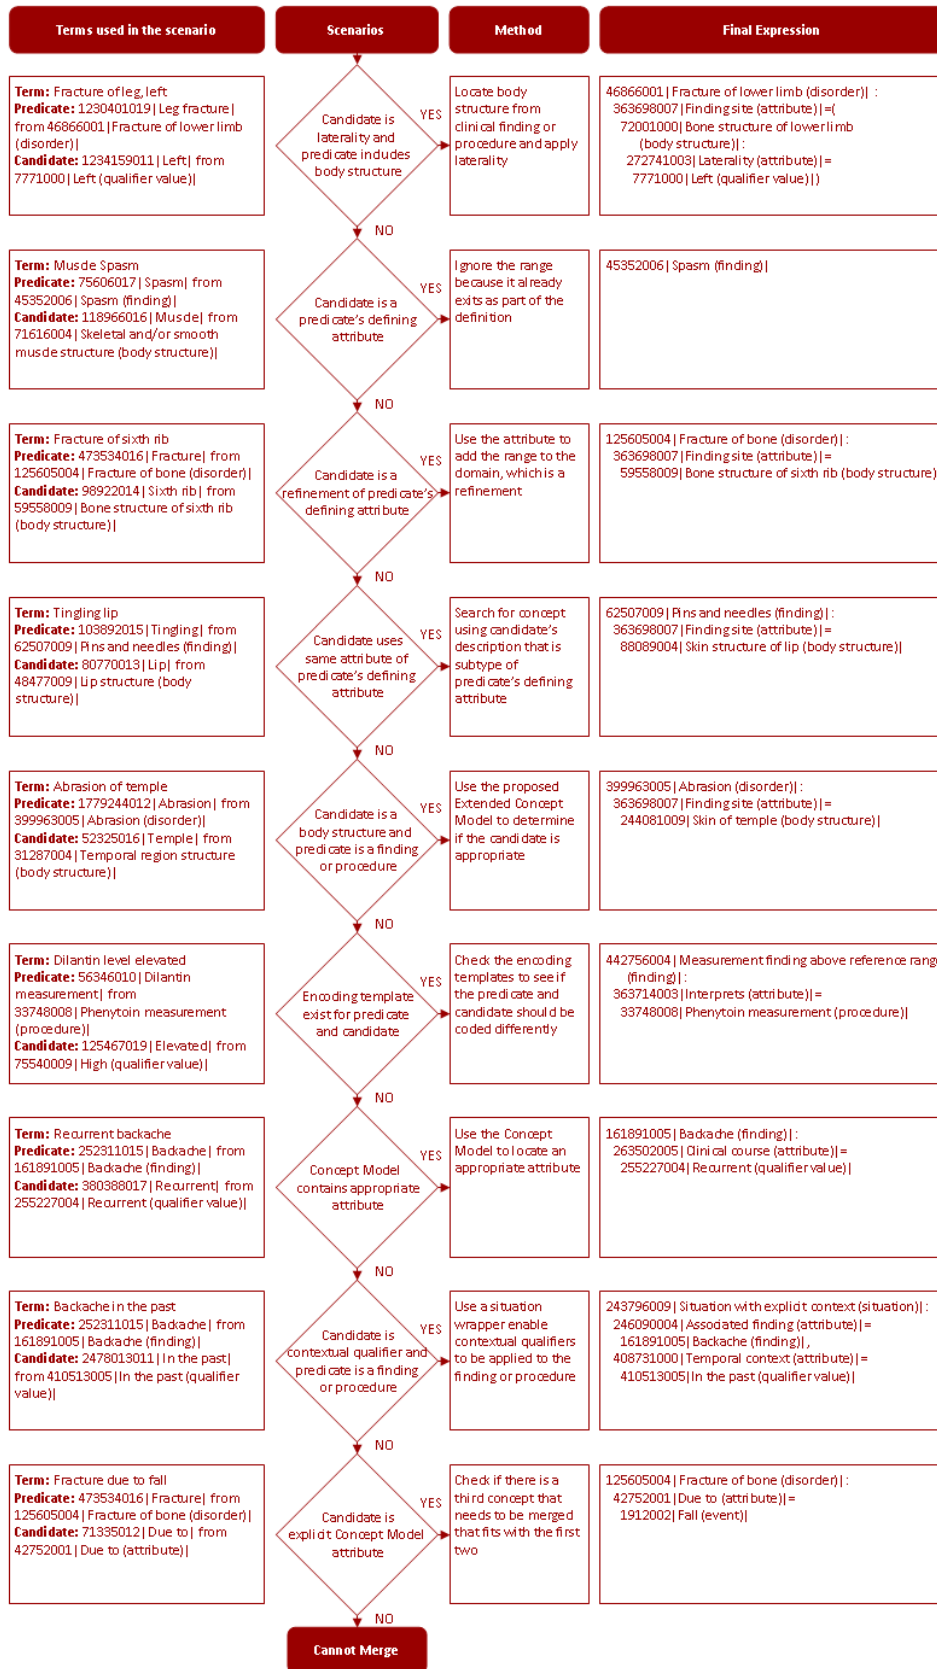 Terms used in the scenario
Scenarios
Method
Final Expression
Term: Fracture of leg, left
Predicate: 1230401019| Leg fracture|
from 46866001| Fracture of lower limb
(disorder)|
Candidate: 1234159011| Left| from
7771000| Left (qualifier value)|
Candidate is
laterality and
predicate includes
body structure
YES
Locate body
structure from
clinical finding or
procedure and apply
laterality
46866001| Fracture of lower limb (disorder)| :
363698007| Finding site (attribute)| =(
72001000| Bone structure of lower limb
(body structure)| :
272741003| Laterality (attribute)| =
7771000| Left (qualifier value)| )
NO
Term: Muscle Spasm
Predicate: 75606017| Spasm| from
45352006| Spasm (finding)|
Candidate: 118966016| Muscle| from
71616004| Skeletal and/or smooth
muscle structure (body structure)|
Candidate is a
predicate's defining
attribute
YES
Ignore the range
because it already
exits as part of the
definition
45352006| Spasm (finding)|
NO
Term: Fracture of sixth rib
Predicate: 473534016| Fracture| from
125605004| Fracture of bone (disorder)|
Candidate: 98922014| Sixth rib| from
59558009| Bone structure of sixth rib
(body structure)|
Candidate is a
refinement of predicate's
defining attribute
YES
Use the attribute to
add the range to the
domain, which is a
refinement
125605004| Fracture of bone (disorder)| :
363698007| Finding site (attribute)| =
59558009| Bone structure of sixth rib (body structure)
NO
Term: Tingling lip
Predicate: 103892015| Tingling| from
62507009| Pins and needles (finding)|
Candidate: 80770013| Lip| from
48477009| Lip structure (body
structure)|
Candidate uses
same attribute of
predicate's defining
attribute
YES
Search for concept
using candidate's
description that is
subtype of
predicate's defining
attribute
62507009| Pins and needles (finding)| :
363698007| Finding site (attribute)| =
88089004| Skin structure of lip (body structure)|
NO
Term: Abrasion of temple
Predicate: 1779244012| Abrasion| from
399963005| Abrasion (disorder)|
Candidate: 52325016| Temple| from
31287004| Temporal region structure
(body structure)|
Candidate is a
body structure and
predicate is a finding
or procedure
YES
Use the proposed
Extended Concept
Model to determine
if the candidate is
appropriate
399963005| Abrasion (disorder)| :
363698007| Finding site (attribute)| =
244081009| Skin of temple (body structure)|
NO
Term: Dilantin level elevated
Predicate: 56346010| Dilantin
measurement| from
33748008| Phenytoin measurement
(procedure)|
Candidate: 125467019| Elevated| from
75540009| High (qualifier value)|
Encoding template
exist for predicate
and candidate
YES
Check the encoding
templates to see if
the predicate and
candidate should be
coded differently
442756004| Measurement finding above reference range
(finding)| :
363714003| Interprets (attribute)| =
33748008| Phenytoin measurement (procedure)|
NO
Term: Recurrent backache
Predicate: 252311015| Backache| from
161891005| Backache (finding)|
Candidate: 380388017| Recurrent| from
255227004| Recurrent (qualifier value)|
Concept Model
contains appropriate
attribute
YES
Use the Concept
Model to locate an
appropriate attribute
161891005| Backache (finding)| :
263502005| Clinical course (attribute)| =
255227004| Recurrent (qualifier value)|
NO
Term: Backache in the past
Predicate: 252311015| Backache| from
161891005| Backache (finding)|
Candidate: 2478013011| In the past|
from 410513005| In the past (qualifier
value)|
Candidate is
contextual qualifier and
predicate is a finding
or procedure
YES
Use a situation
wrapper enable
contextual qualifiers
to be applied to the
finding or procedure
243796009| Situation with explicit context (situation)| :
246090004| Associated finding (attribute)| =
161891005| Backache (finding)| ,
408731000| Temporal context (attribute)| =
410513005| In the past (qualifier value)|
NO
Term: Fracture due to fall
Predicate: 473534016| Fracture| from
125605004| Fracture of bone (disorder)|
Candidate: 71335012| Due to| from
42752001| Due to (attribute)|
Candidate is
explicit Concept Model
attribute
YES
Check if there is a
third concept that
needs to be merged
that fits with the first
two
125605004| Fracture of bone (disorder)| :
42752001| Due to (attribute)| =
1912002| Fall (event)|
NO
Cannot Merge